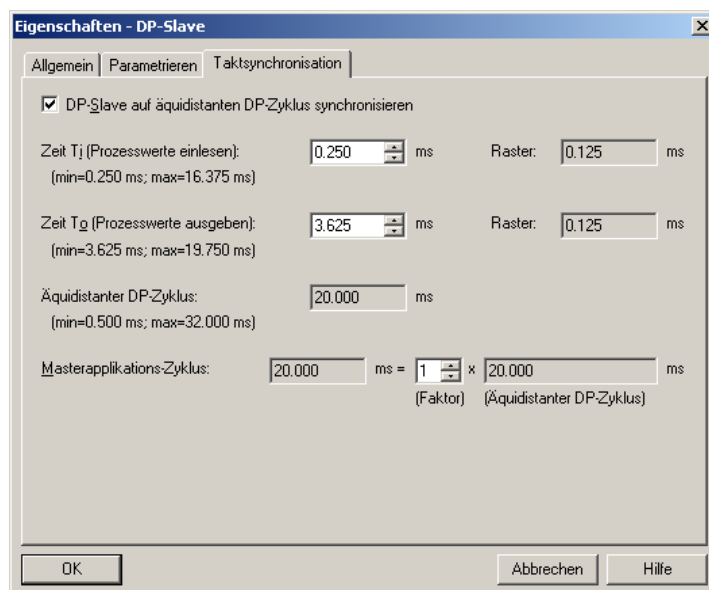 Eigenschaften - DP-Slave
Allgemein Parametrieren Taktsynchronisation
DP-Slave auf äquidistanten DP-Zyklus synchronisieren
Zeit Ti (Prozesswerte einlesen): 0.250 ms Raster: 0.125 ms
(min=0.250 ms; max=16.375 ms)
Zeit To (Prozesswerte ausgeben): 3.625 ms Raster: 0.125 ms
(min=3.625 ms; max=19.750 ms)
Äquidistanter DP-Zyklus: 20.000 ms
(min=0.500 ms; max=32.000 ms)
Masterapplikations-Zyklus: 20.000 ms = 1 x 20.000 ms
(Faktor) (Äquidistanter DP-Zyklus)
OK Abbrechen Hilfe